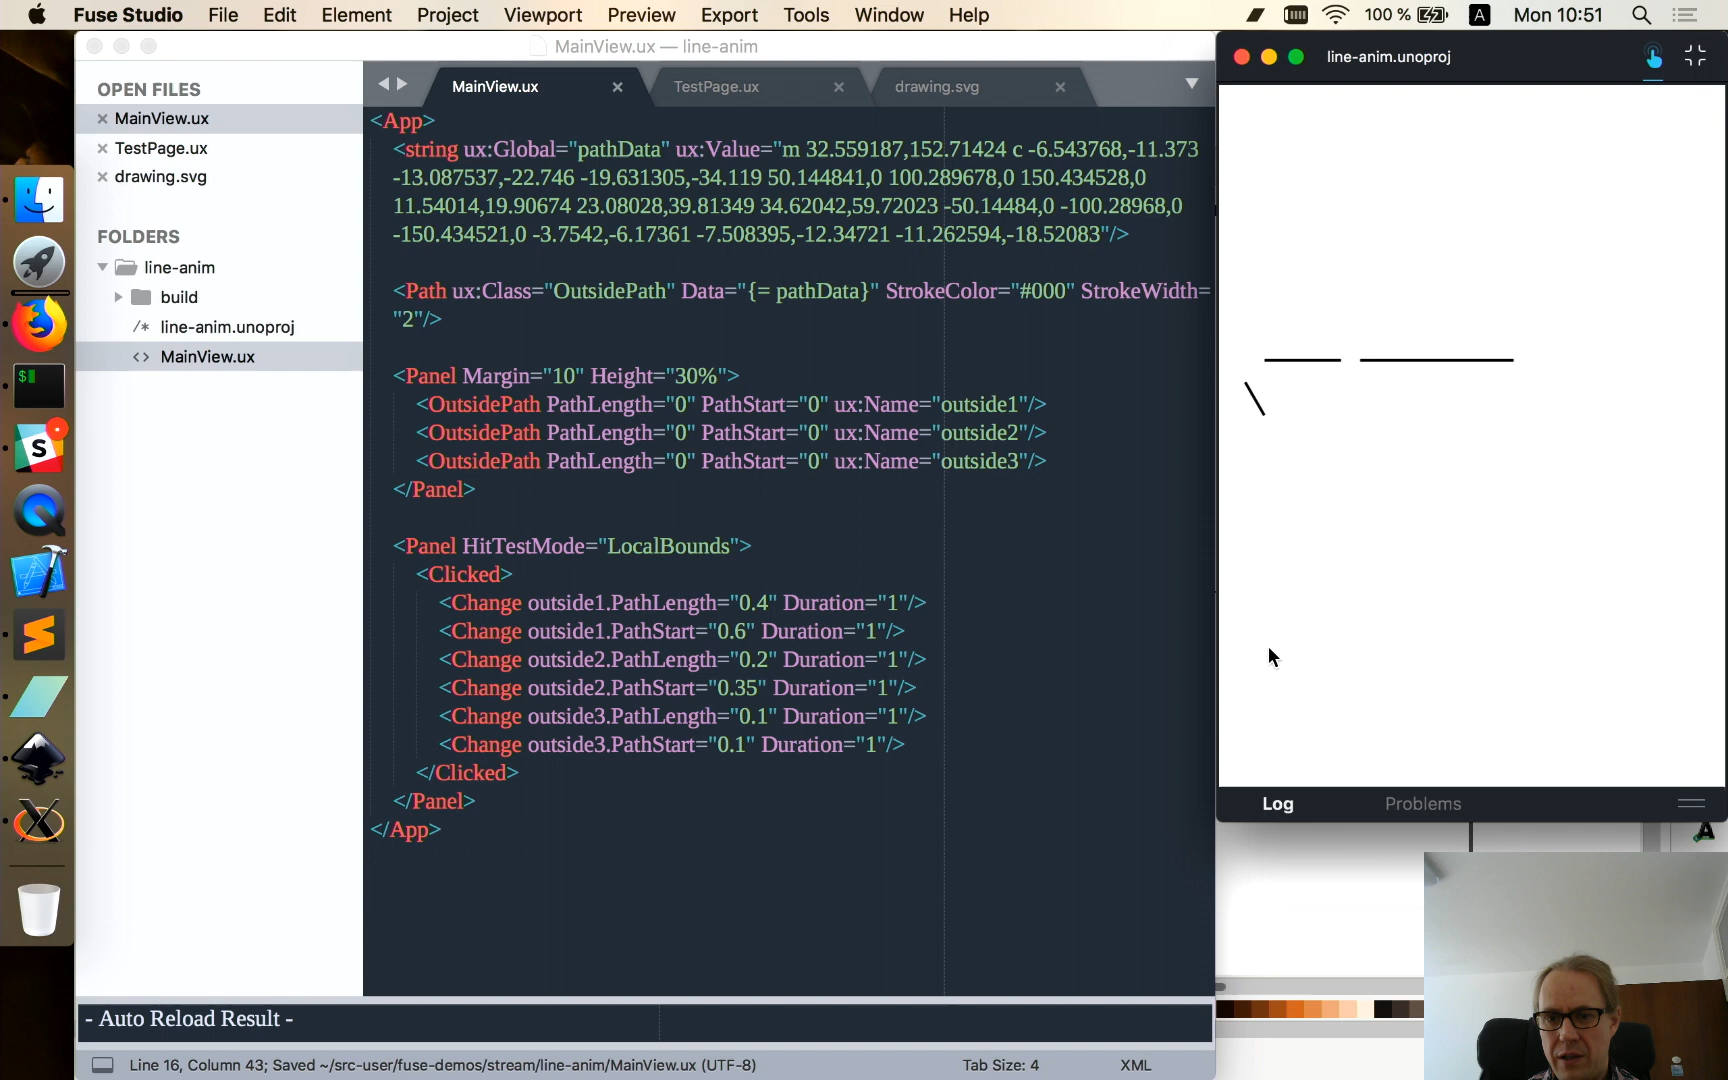 Fuse Studio File Edit Element Project Viewport Preview Export Tools Window Help 100 % A Mon 10:51
MainView.ux — line-anim
line-anim.unoproj
OPEN FILES
MainView.ux
TestPage.ux
drawing.svg
FOLDERS
line-anim
build
/* line-anim.unoproj
<> MainView.ux
MainView.ux TestPage.ux drawing.svg
<App>
<string ux:Global="pathData" ux:Value="m 32.559187,152.71424 c -6.543768,-11.373
-13.087537,-22.746 -19.631305,-34.119 50.144841,0 100.289678,0 150.434528,0
11.54014,19.90674 23.08028,39.81349 34.62042,59.72023 -50.14484,0 -100.28968,0
-150.434521,0 -3.7542,-6.17361 -7.508395,-12.34721 -11.262594,-18.52083"/>
<Path ux:Class="OutsidePath" Data="{= pathData}" StrokeColor="#000" StrokeWidth=
"2"/>
<Panel Margin="10" Height="30%">
<OutsidePath PathLength="0" PathStart="0" ux:Name="outside1"/>
<OutsidePath PathLength="0" PathStart="0" ux:Name="outside2"/>
<OutsidePath PathLength="0" PathStart="0" ux:Name="outside3"/>
</Panel>
<Panel HitTestMode="LocalBounds">
<Clicked>
<Change outside1.PathLength="0.4" Duration="1"/>
<Change outside1.PathStart="0.6" Duration="1"/>
<Change outside2.PathLength="0.2" Duration="1"/>
<Change outside2.PathStart="0.35" Duration="1"/>
<Change outside3.PathLength="0.1" Duration="1"/>
<Change outside3.PathStart="0.1" Duration="1"/>
</Clicked>
</Panel>
</App>
Log Problems
- Auto Reload Result -
Line 16, Column 43; Saved ~/src-user/fuse-demos/stream/line-anim/MainView.ux (UTF-8) Tab Size: 4 XML